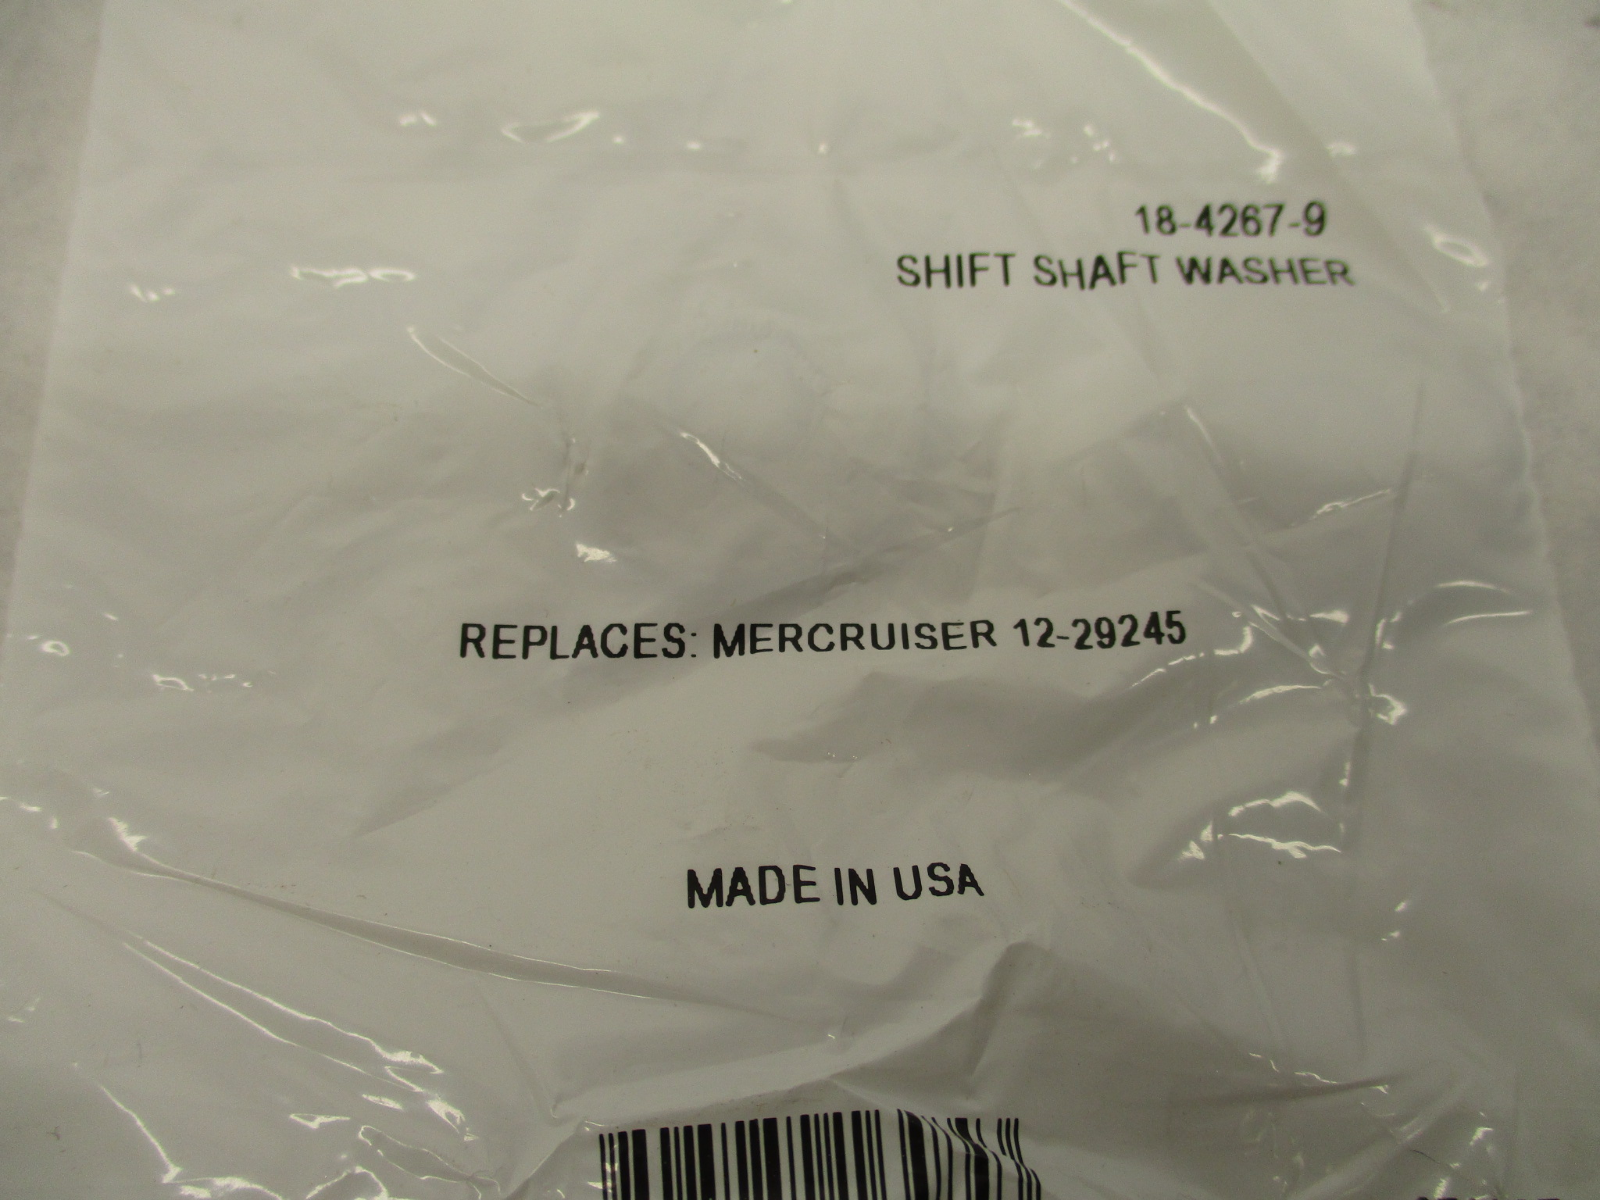 18-4267-9
SHIFT SHAFT WASHER
REPLACES: MERCRUISER 12-29245
MADE IN USA